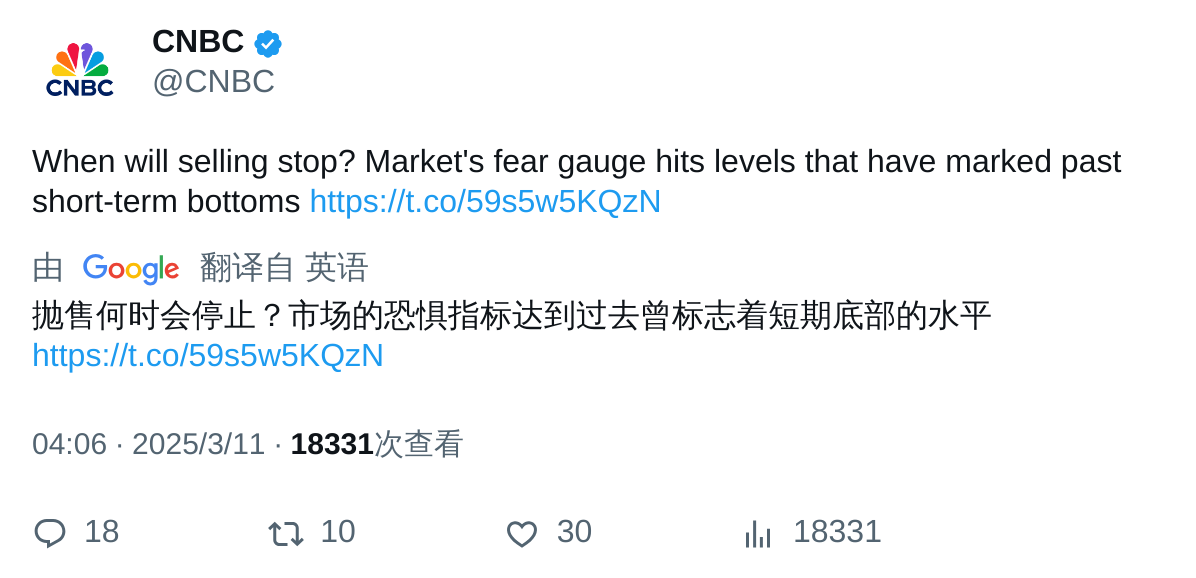 CNBC
@CNBC
CNBC
When will selling stop? Market's fear gauge hits levels that have marked past
short-term bottoms https://t.co/59s5w5KQzN
由 Google 翻译自 英语
抛售何时会停止？市场的恐惧指标达到过去曾标志着短期底部的水平
https://t.co/59s5w5KQzN
04:06 · 2025/3/11 · 18331次查看
18 10 30 18331